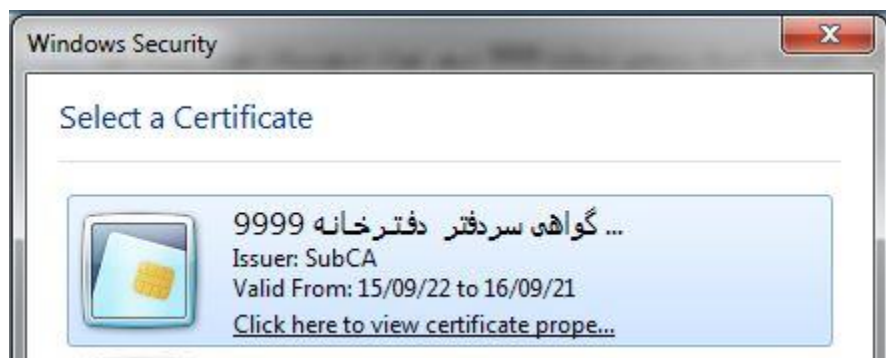 Windows Security
Select a Certificate
گواهی سردفتر دفترخانه 9999 ...
Issuer: SubCA
Valid From: 15/09/22 to 16/09/21
Click here to view certificate prope...